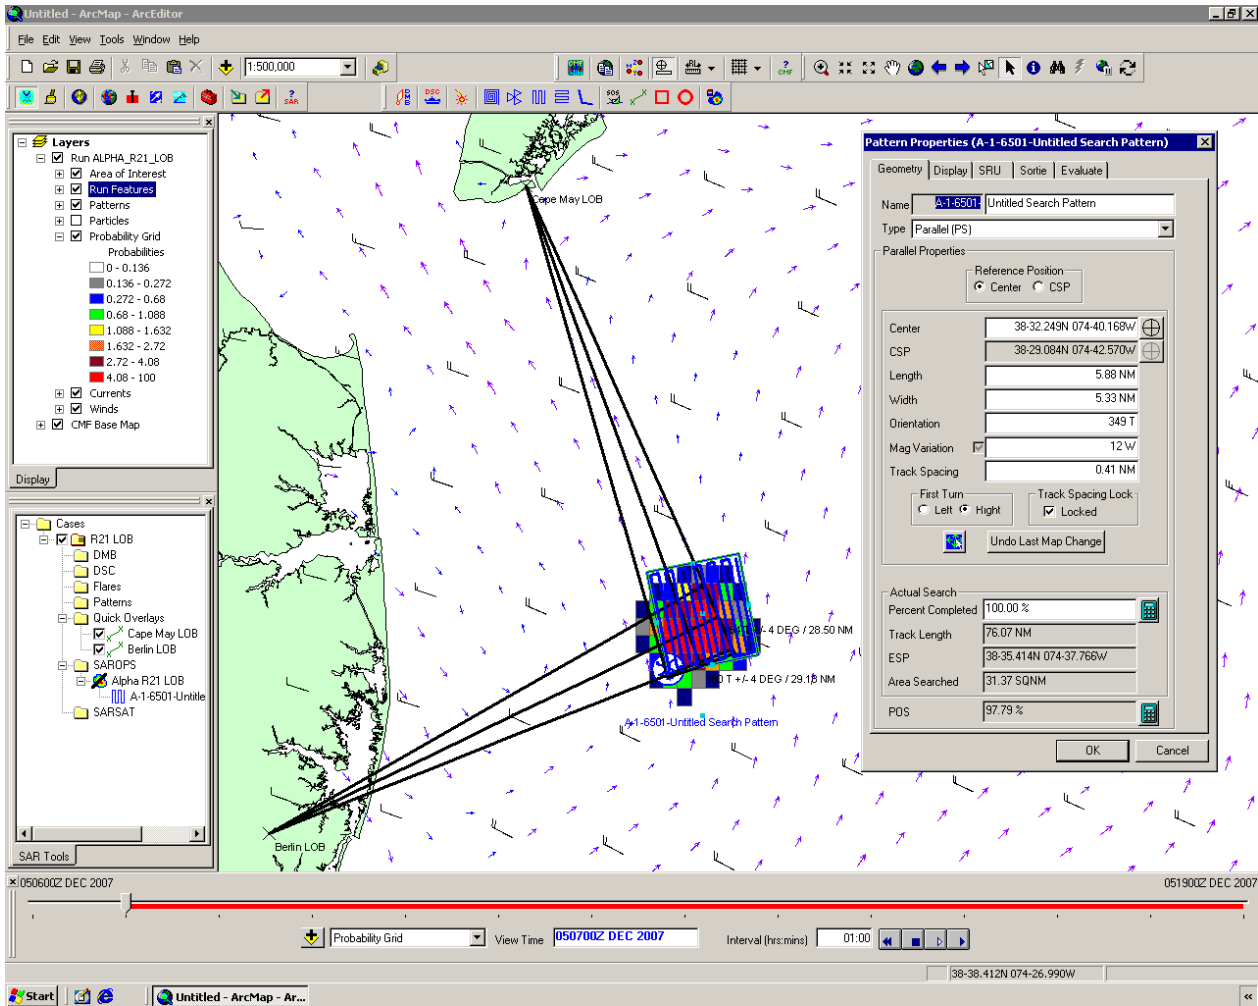 Untitled - ArcMap - ArcEditor
File Edit View Tools Window Help
1:500,000
? CMF
DMB
DSC
? SAR
SOS
Layers
Run ALPHA_R21_LOB
Area of Interest
Run Features
Patterns
Particles
Probability Grid
Probabilities
0 - 0.136
0.136 - 0.272
0.272 - 0.68
0.68 - 1.088
1.088 - 1.632
1.632 - 2.72
2.72 - 4.08
4.08 - 100
Currents
Winds
CMF Base Map
Display
Cases
R21 LOB
DMB
DSC
Flares
Patterns
Quick Overlays
Cape May LOB
Berlin LOB
SAROPS
Alpha R21 LOB
A-1-6501-Untitle
SARSAT
SAR Tools
Cape May LOB
+/- 4 DEG / 28.50 NM
T +/- 4 DEG / 29.18 NM
A-1-6501-Untitled Search Pattern
Berlin LOB
Pattern Properties (A-1-6501-Untitled Search Pattern)
Geometry Display SRU Sortie Evaluate
Name A-1-6501- Untitled Search Pattern
Type Parallel (PS)
Parallel Properties
Reference Position
Center CSP
Center 38-32.249N 074-40.168W
CSP 38-29.084N 074-42.570W
Length 5.88 NM
Width 5.33 NM
Orientation 349 T
Mag Variation 12 W
Track Spacing 0.41 NM
First Turn Track Spacing Lock
Left Right Locked
Undo Last Map Change
Actual Search
Percent Completed 100.00 %
Track Length 76.07 NM
ESP 38-35.414N 074-37.766W
Area Searched 31.37 SQNM
POS 97.79 %
OK Cancel
050600Z DEC 2007 051900Z DEC 2007
Probability Grid View Time 050700Z DEC 2007 Interval (hrs:mins) 01:00
38-38.412N 074-26.990W
Start Untitled - ArcMap - Ar...